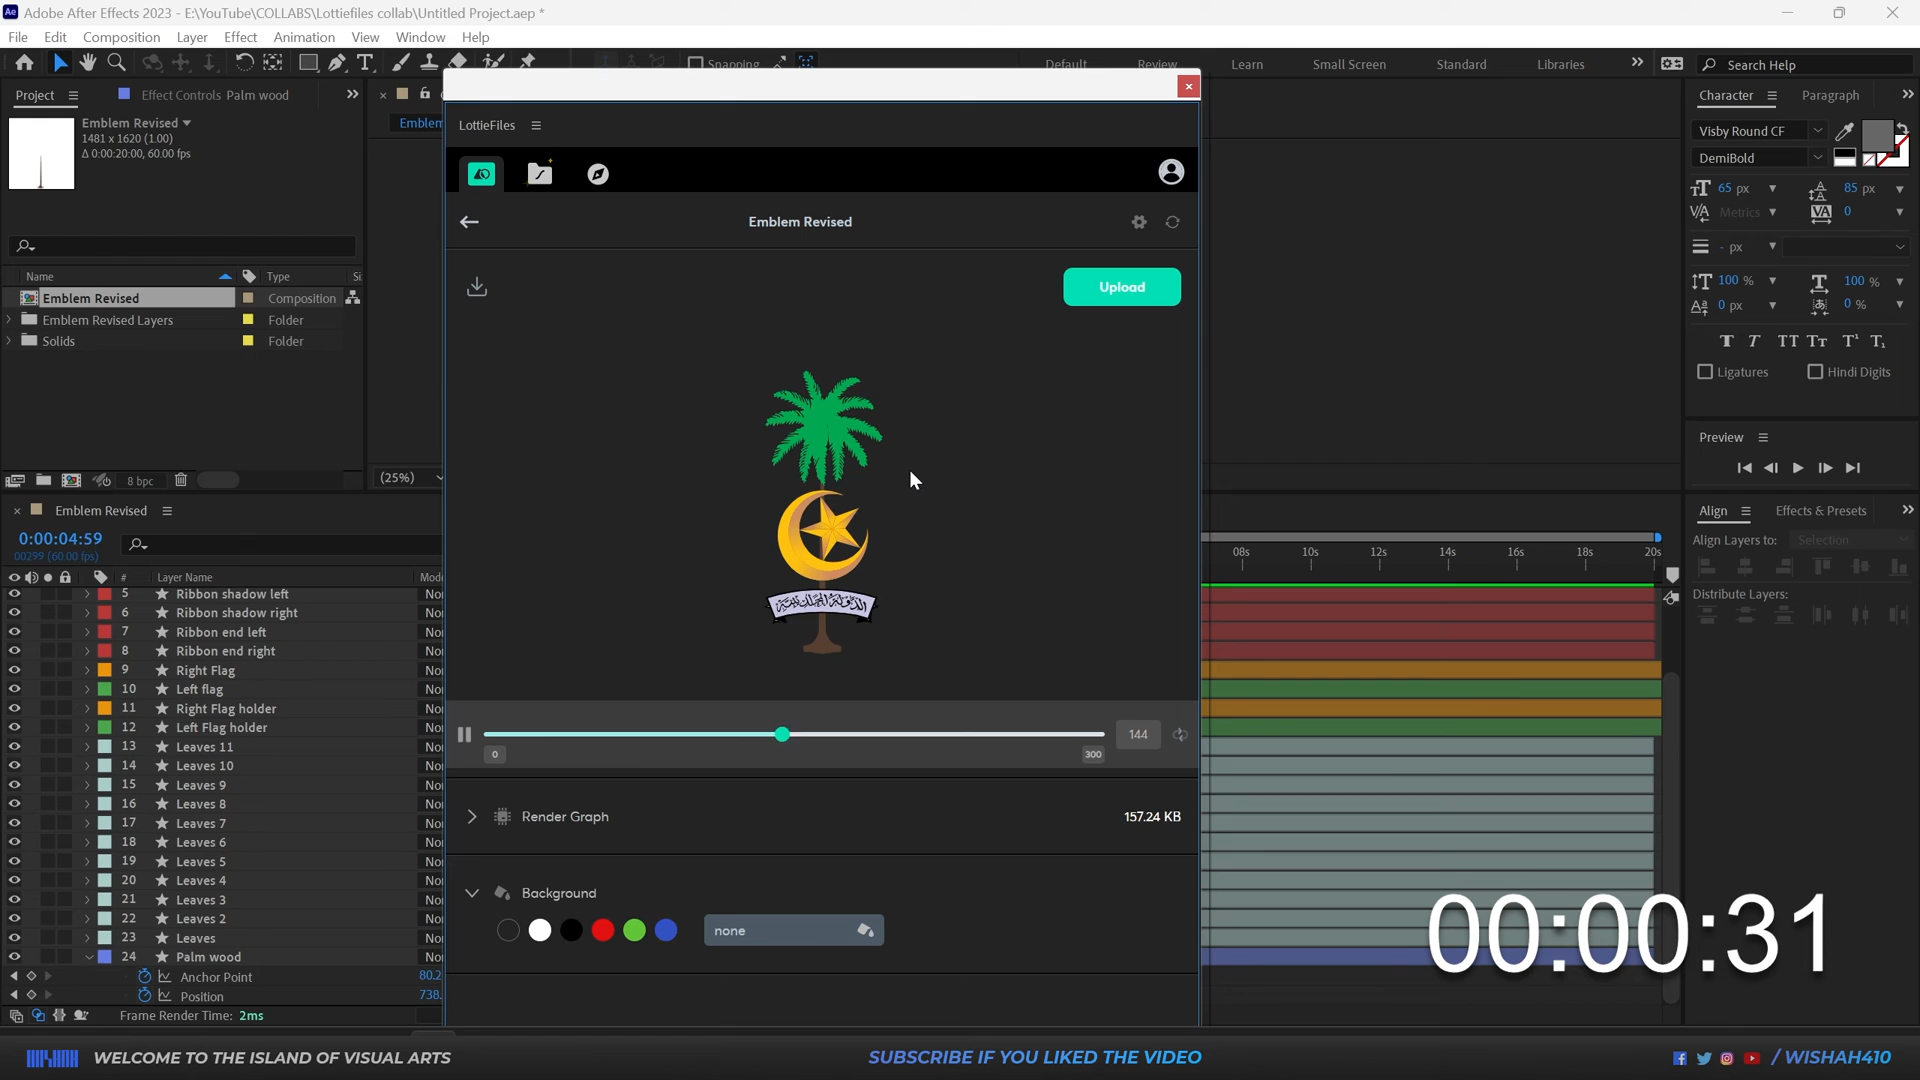 Adobe After Effects 2023 - E:\YouTube\COLLABS\Lottiefiles collab\Untitled Project.aep *
File Edit Composition Layer Effect Animation View Window Help
Snapping Default Review Learn Small Screen Standard Libraries Search Help
Project Effect Controls Palm wood
Emblem Revised
1481 x 1620 (1.00)
Δ 0:00:20:00, 60.00 fps
Name Type
Emblem Revised Composition
Emblem Revised Layers Folder
Solids Folder
8 bpc
(25%)
LottieFiles
Emblem Revised
Upload
الدولة المحلديبية
144
0 300
Render Graph 157.24 KB
Background
none
Character Paragraph
Visby Round CF
DemiBold
65 px 85 px
Metrics 0
- px
100 % 100 %
0 px 0 %
Ligatures Hindi Digits
Preview
Align Effects & Presets
Align Layers to: Selection
Distribute Layers:
Emblem Revised
0:00:04:59
00299 (60.00 fps)
# Layer Name
5 Ribbon shadow left
6 Ribbon shadow right
7 Ribbon end left
8 Ribbon end right
9 Right Flag
10 Left flag
11 Right Flag holder
12 Left Flag holder
13 Leaves 11
14 Leaves 10
15 Leaves 9
16 Leaves 8
17 Leaves 7
18 Leaves 6
19 Leaves 5
20 Leaves 4
21 Leaves 3
22 Leaves 2
23 Leaves
24 Palm wood
Anchor Point 80.2
Position 738.
Frame Render Time: 2ms
08s 10s 12s 14s 16s 18s 20s
00:00:31
WELCOME TO THE ISLAND OF VISUAL ARTS
SUBSCRIBE IF YOU LIKED THE VIDEO
/WISHAH410